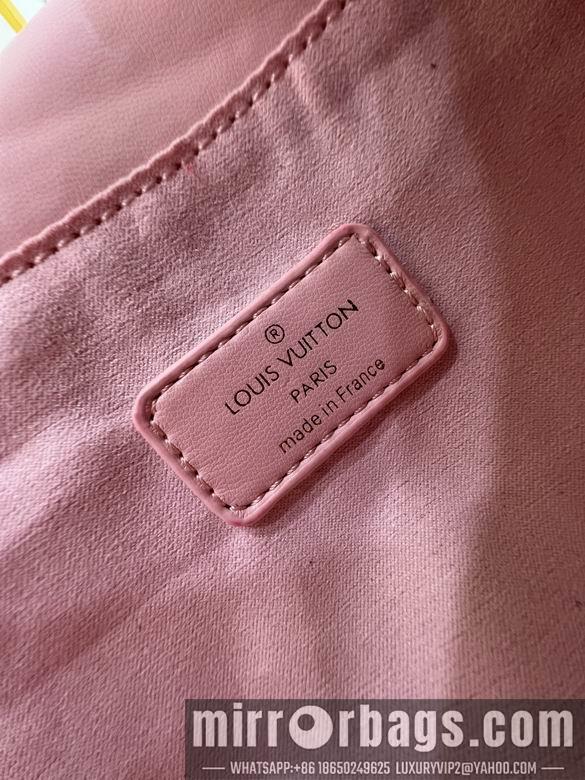 ®
LOUIS VUITTON
PARIS
made in France
mirrorbags.com
WHATSAPP:+86 18650249625 LUXURYVIP2@YAHOO.COM